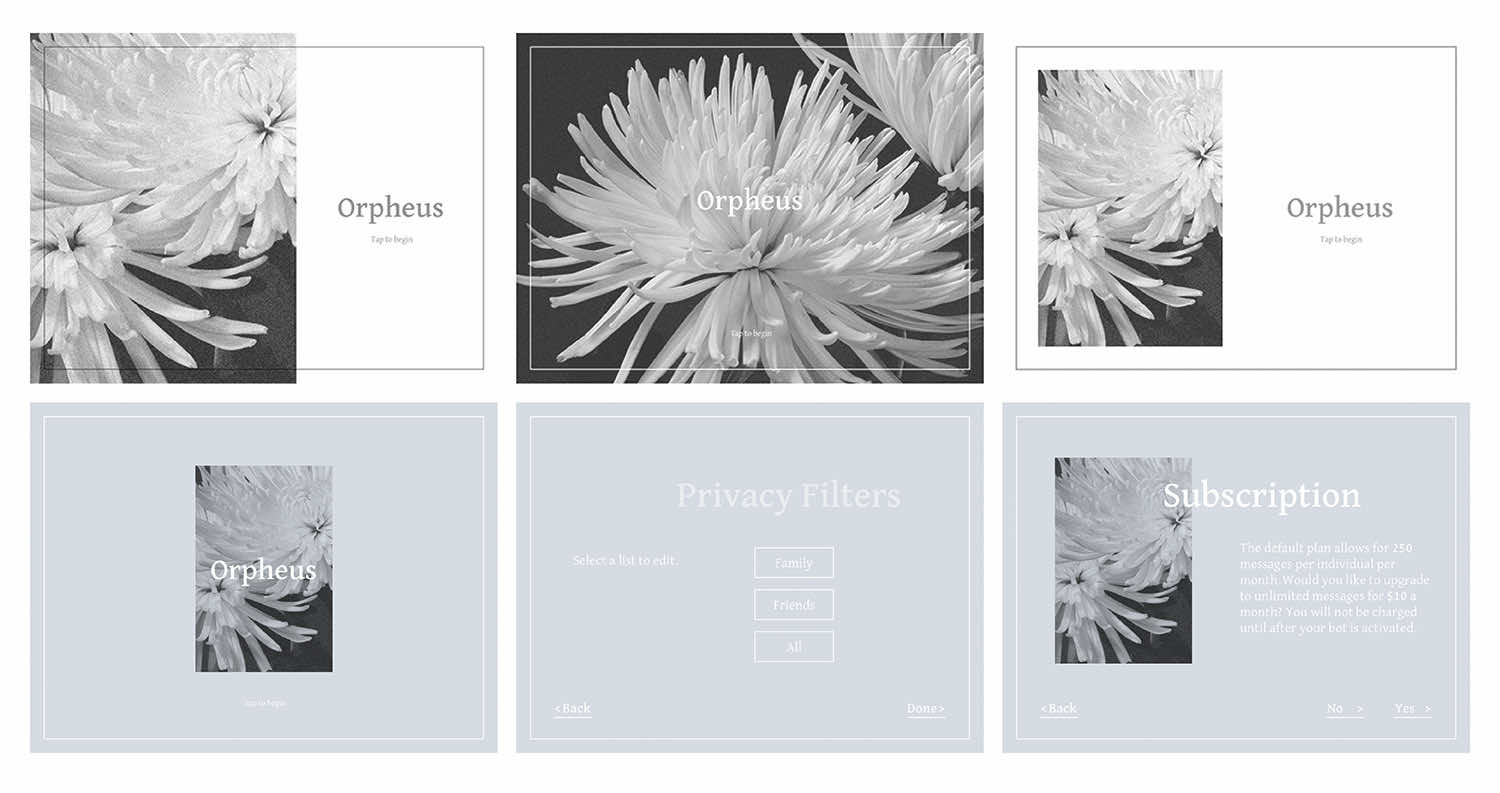 Orpheus
Tap to begin
Orpheus
Tap to begin
Orpheus
Tap to begin
Orpheus
Tap to begin
Privacy Filters
Select a list to edit.
Family
Friends
All
<Back
Done>
Subscription
The default plan allows for 250
messages per individual per
month. Would you like to upgrade
to unlimited messages for $10 a
month? You will not be charged
until after your bot is activated.
<Back
No >
Yes >